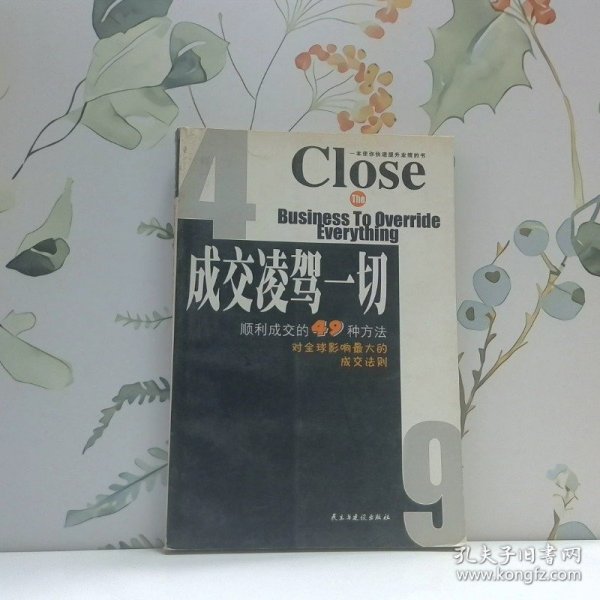 一本使你快速提升业绩的书
4
Close
The
Business To Override
Everything
成交凌驾一切
顺利成交的49种方法
对全球影响最大的
成交法则
9
民主与建设出版社
孔夫子旧书网
www.kongfz.com